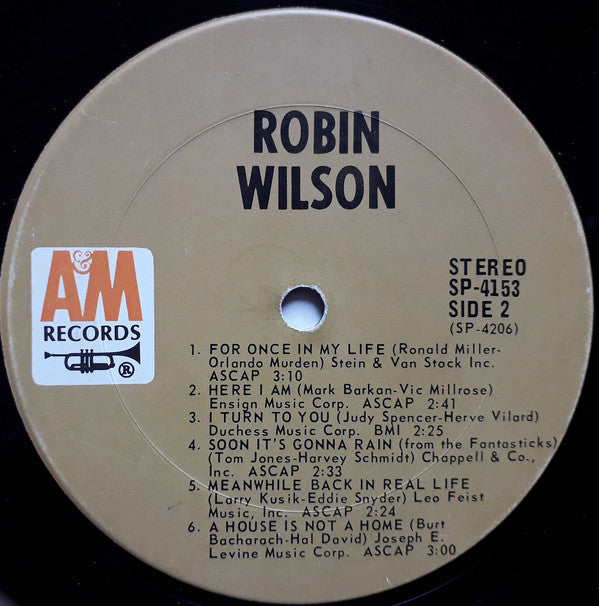 ROBIN
WILSON
A&M
RECORDS
®
STEREO
SP-4153
SIDE 2
(SP-4206)
1. FOR ONCE IN MY LIFE (Ronald Miller-
Orlando Murden) Stein & Van Stock Inc.
ASCAP 3:10
2. HERE I AM (Mark Barkan-Vic Millrose)
Ensign Music Corp. ASCAP 2:41
3. I TURN TO YOU (Judy Spencer-Herve Vilard)
Duchess Music Corp. BMI 2:25
4. SOON IT'S GONNA RAIN (from the Fantasticks)
(Tom Jones-Harvey Schmidt) Chappell & Co.,
Inc. ASCAP 2:33
5. MEANWHILE BACK IN REAL LIFE
(Larry Kusik-Eddie Snyder) Leo Feist
Music, Inc. ASCAP 2:24
6. A HOUSE IS NOT A HOME (Burt
Bacharach-Hal David) Joseph E.
Levine Music Corp. ASCAP 3:00